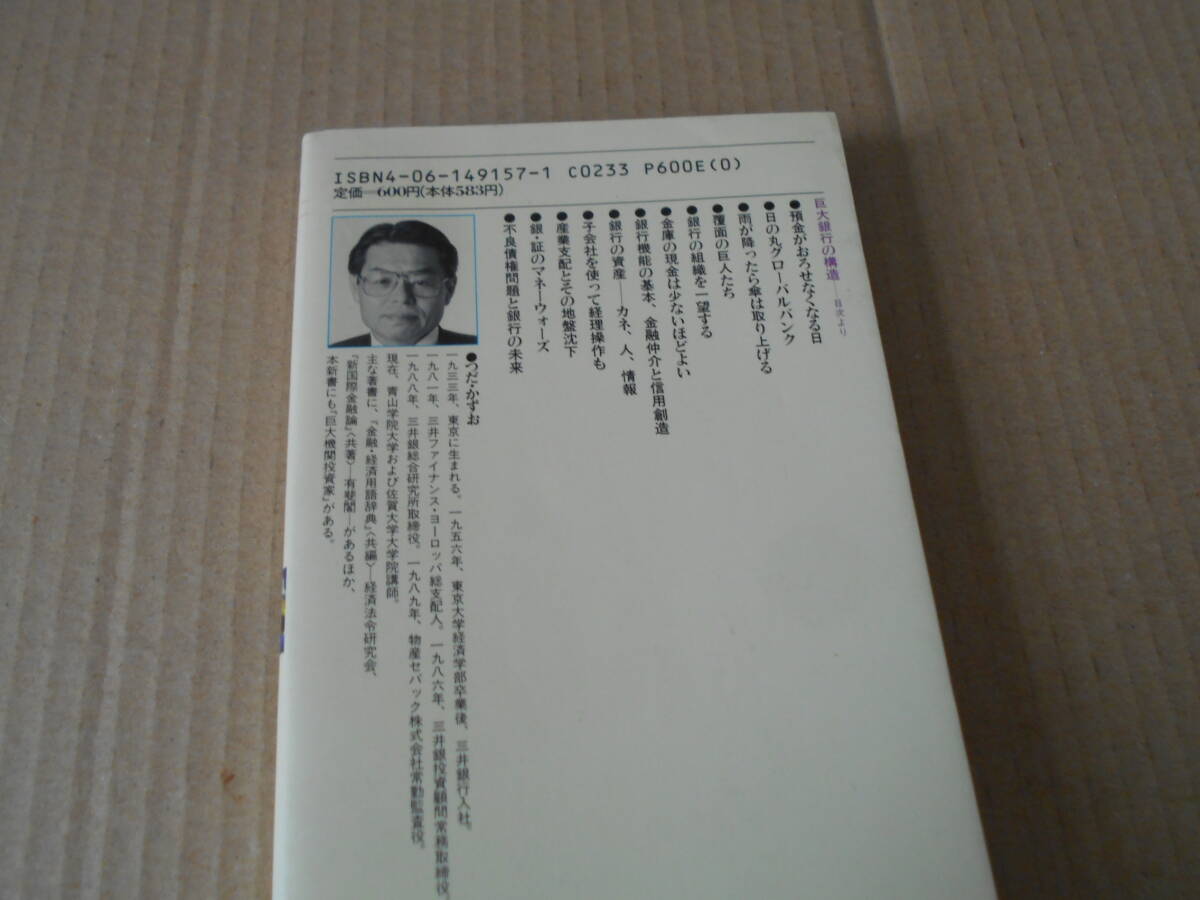 ISBN4-06-149157-1 C0233 P600E(0)
定価 600円(本体583円)
巨大銀行の構造――目次より
●預金がおろせなくなる日
●日の丸グローバルバンク
●雨が降ったら傘は取り上げる
●覆面の巨人たち
●銀行の組織を一望する
●金庫の現金は少ないほどよい
●銀行機能の基本、金融仲介と信用創造
●銀行の資産――カネ、人、情報
●子会社を使って経理操作も
●産業支配とその地盤沈下
●銀・証のマネーウォーズ
●不良債権問題と銀行の未来
●つだ・かずお
一九三三年、東京に生まれる。一九五六年、東京大学経済学部卒業後、三井銀行入社。
一九八一年、三井ファイナンス・ヨーロッパ総支配人。一九八六年、三井銀投資顧問常務取締役。
一九八八年、三井銀総合研究所取締役。一九八九年、物産セバック株式会社常勤監査役。
現在、青山学院大学および佐賀大学大学院講師。
主な著書に、『金融・経済用語辞典』〈共編〉―経済法令研究会、
『新国際金融論』〈共著〉―有斐閣―があるほか、
本新書にも『巨大機関投資家』がある。